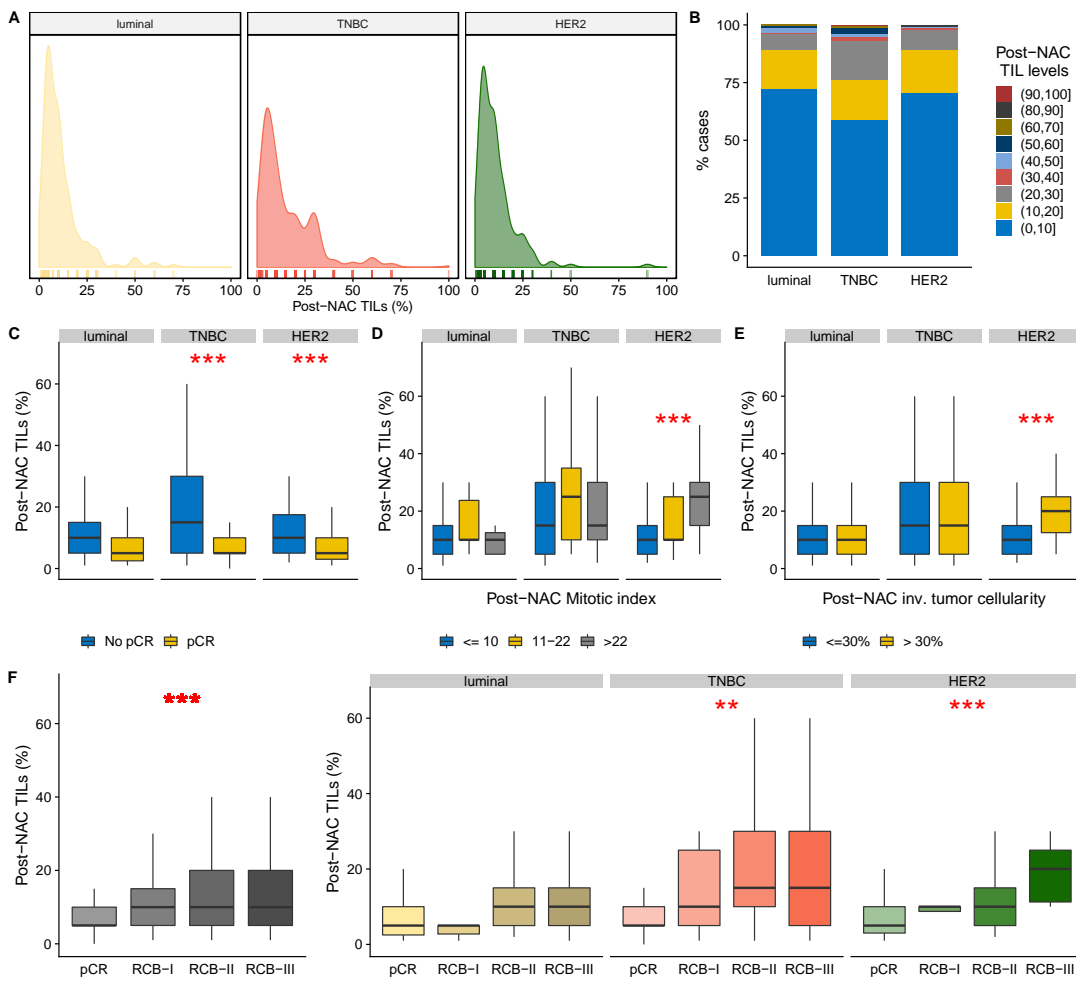 A
luminal
TNBC
HER2
0
25
50
75
100
0
25
50
75
100
0
25
50
75
100
Post−NAC TILs (%)
B
100
75
50
25
0
% cases
luminal
TNBC
HER2
Post−NAC
TIL levels
(90,100]
(80,90]
(60,70]
(50,60]
(40,50]
(30,40]
(20,30]
(10,20]
(0,10]
C
luminal
TNBC
HER2
***
***
Post−NAC TILs (%)
60
40
20
0
No pCR
pCR
D
luminal
TNBC
HER2
***
Post−NAC TILs (%)
60
40
20
0
Post−NAC Mitotic index
<= 10
11−22
>22
E
luminal
TNBC
HER2
***
Post−NAC TILs (%)
60
40
20
0
Post−NAC inv. tumor cellularity
<=30%
> 30%
F
***
Post−NAC TILs (%)
60
40
20
0
pCR
RCB−I
RCB−II
RCB−III
luminal
TNBC
HER2
**
***
Post−NAC TILs (%)
60
40
20
0
pCR
RCB−I
RCB−II
RCB−III
pCR
RCB−I
RCB−II
RCB−III
pCR
RCB−I
RCB−II
RCB−III